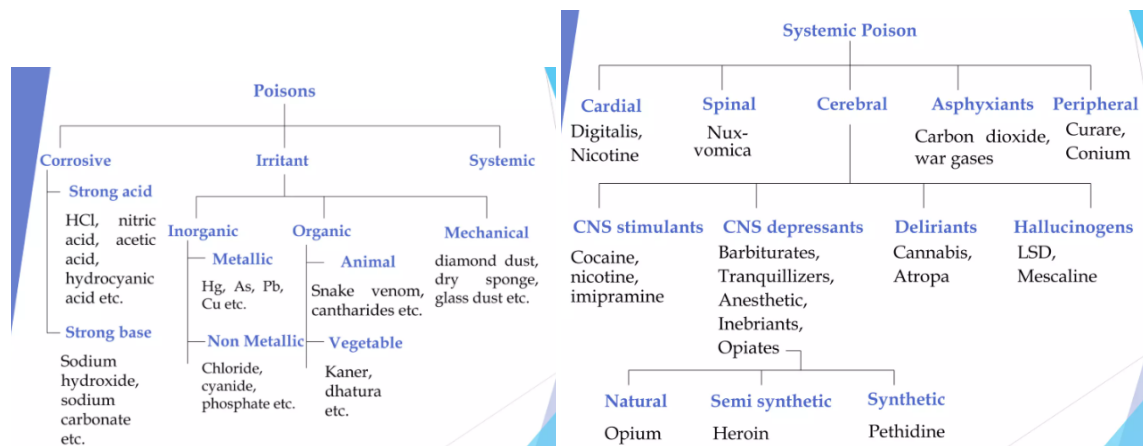 Poisons
Corrosive
Irritant
Systemic
Strong acid
HCl, nitric
acid, acetic
acid,
hydrocyanic
acid etc.
Strong base
Sodium
hydroxide,
sodium
carbonate
etc.
Inorganic
Metallic
Hg, As, Pb,
Cu etc.
Non Metallic
Chloride,
cyanide,
phosphate etc.
Organic
Animal
Snake venom,
cantharides etc.
Vegetable
Kaner,
dhatura
etc.
Mechanical
diamond dust,
dry sponge,
glass dust etc.
Systemic Poison
Cardial
Digitalis,
Nicotine
Spinal
Nux-
vomica
Cerebral
Asphyxiants
Carbon dioxide,
war gases
Peripheral
Curare,
Conium
CNS stimulants
Cocaine,
nicotine,
imipramine
CNS depressants
Barbiturates,
Tranquillizers,
Anesthetic,
Inebriants,
Opiates
Deliriants
Cannabis,
Atropa
Hallucinogens
LSD,
Mescaline
Natural
Opium
Semi synthetic
Heroin
Synthetic
Pethidine